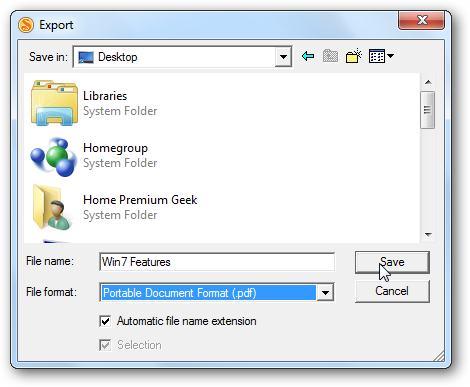 Export
Save in: Desktop
Libraries
System Folder
Homegroup
System Folder
Home Premium Geek
System Folder
File name: Win7 Features Save
File format: Portable Document Format (.pdf) Cancel
Automatic file name extension
Selection